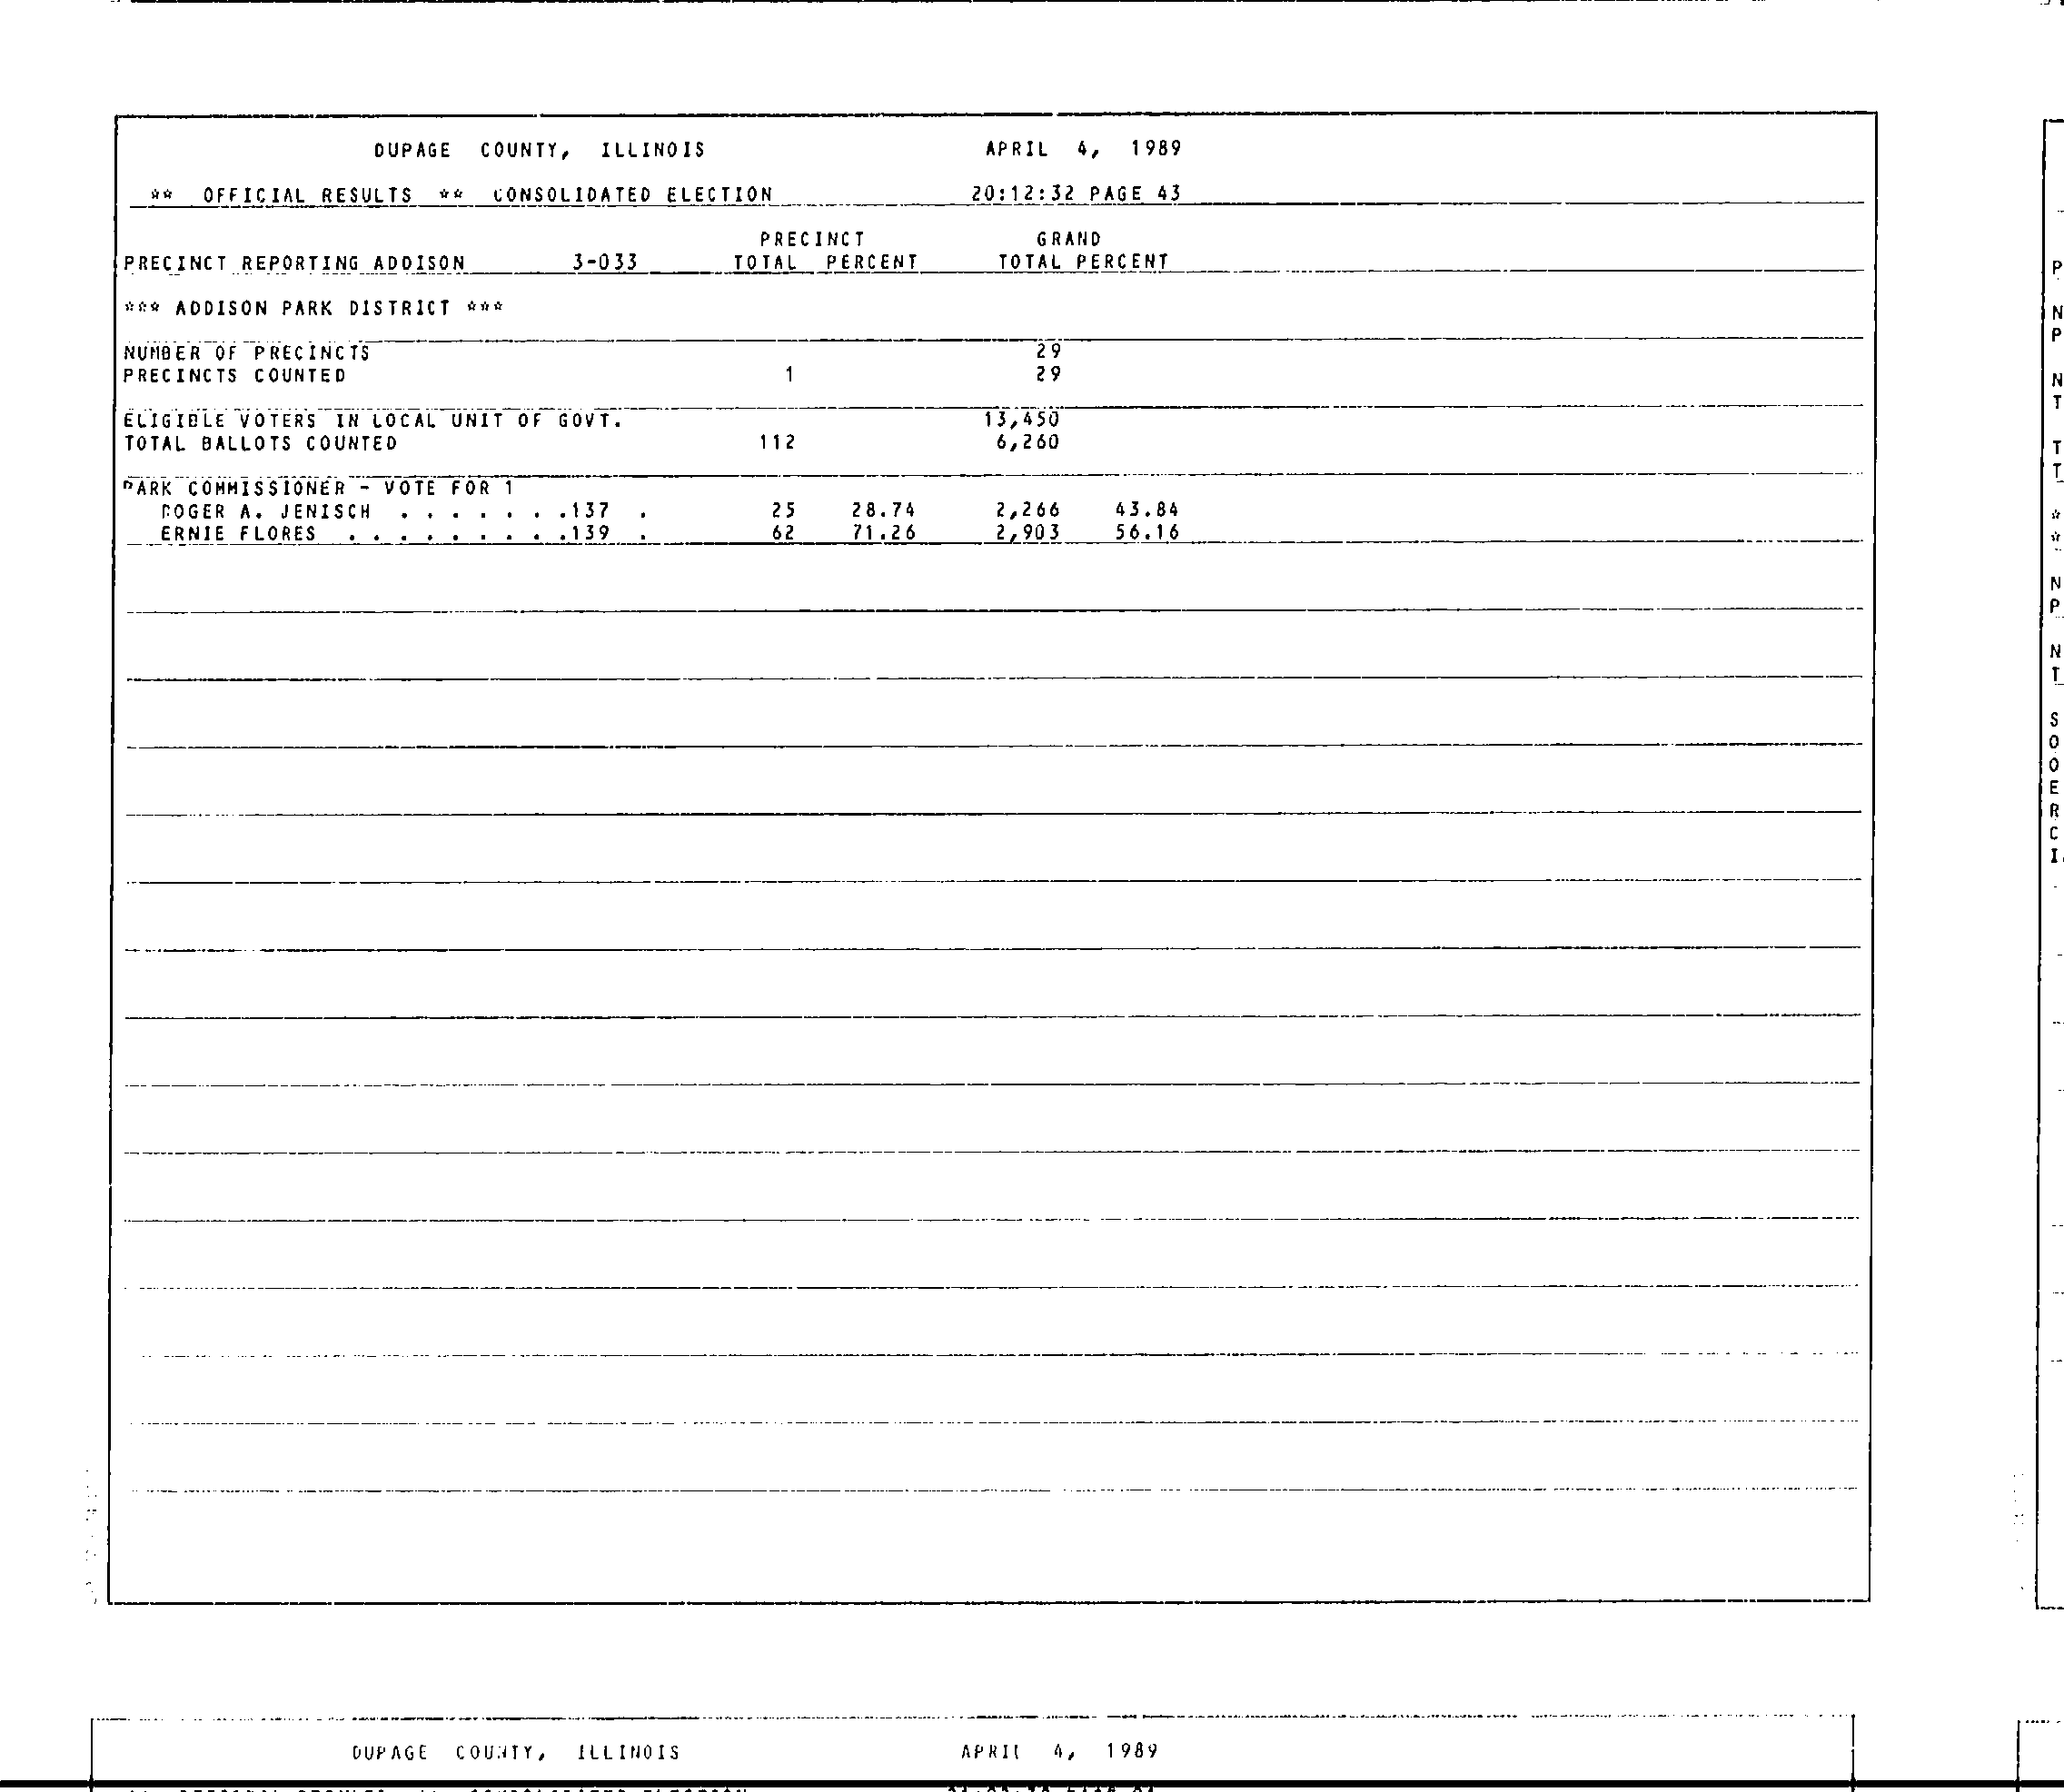 DUPAGE COUNTY, ILLINOIS APRIL 4, 1989
** OFFICIAL RESULTS ** CONSOLIDATED ELECTION 20:12:32 PAGE 43
PRECINCT GRAND
PRECINCT REPORTING ADDISON 3-033 TOTAL PERCENT TOTAL PERCENT
*** ADDISON PARK DISTRICT ***
NUMBER OF PRECINCTS 29
PRECINCTS COUNTED 1 29
ELIGIBLE VOTERS IN LOCAL UNIT OF GOVT. 13,450
TOTAL BALLOTS COUNTED 112 6,260
PARK COMMISSIONER - VOTE FOR 1
ROGER A. JENISCH . . . . . . .137 . 25 28.74 2,266 43.84
ERNIE FLORES . . . . . . . . .139 . 62 71.26 2,903 56.16
DUPAGE COUNTY, ILLINOIS APRIL 4, 1989
P
N
P
N
T
T
T
*
*
N
P
N
T
S
O
O
E
R
C
I